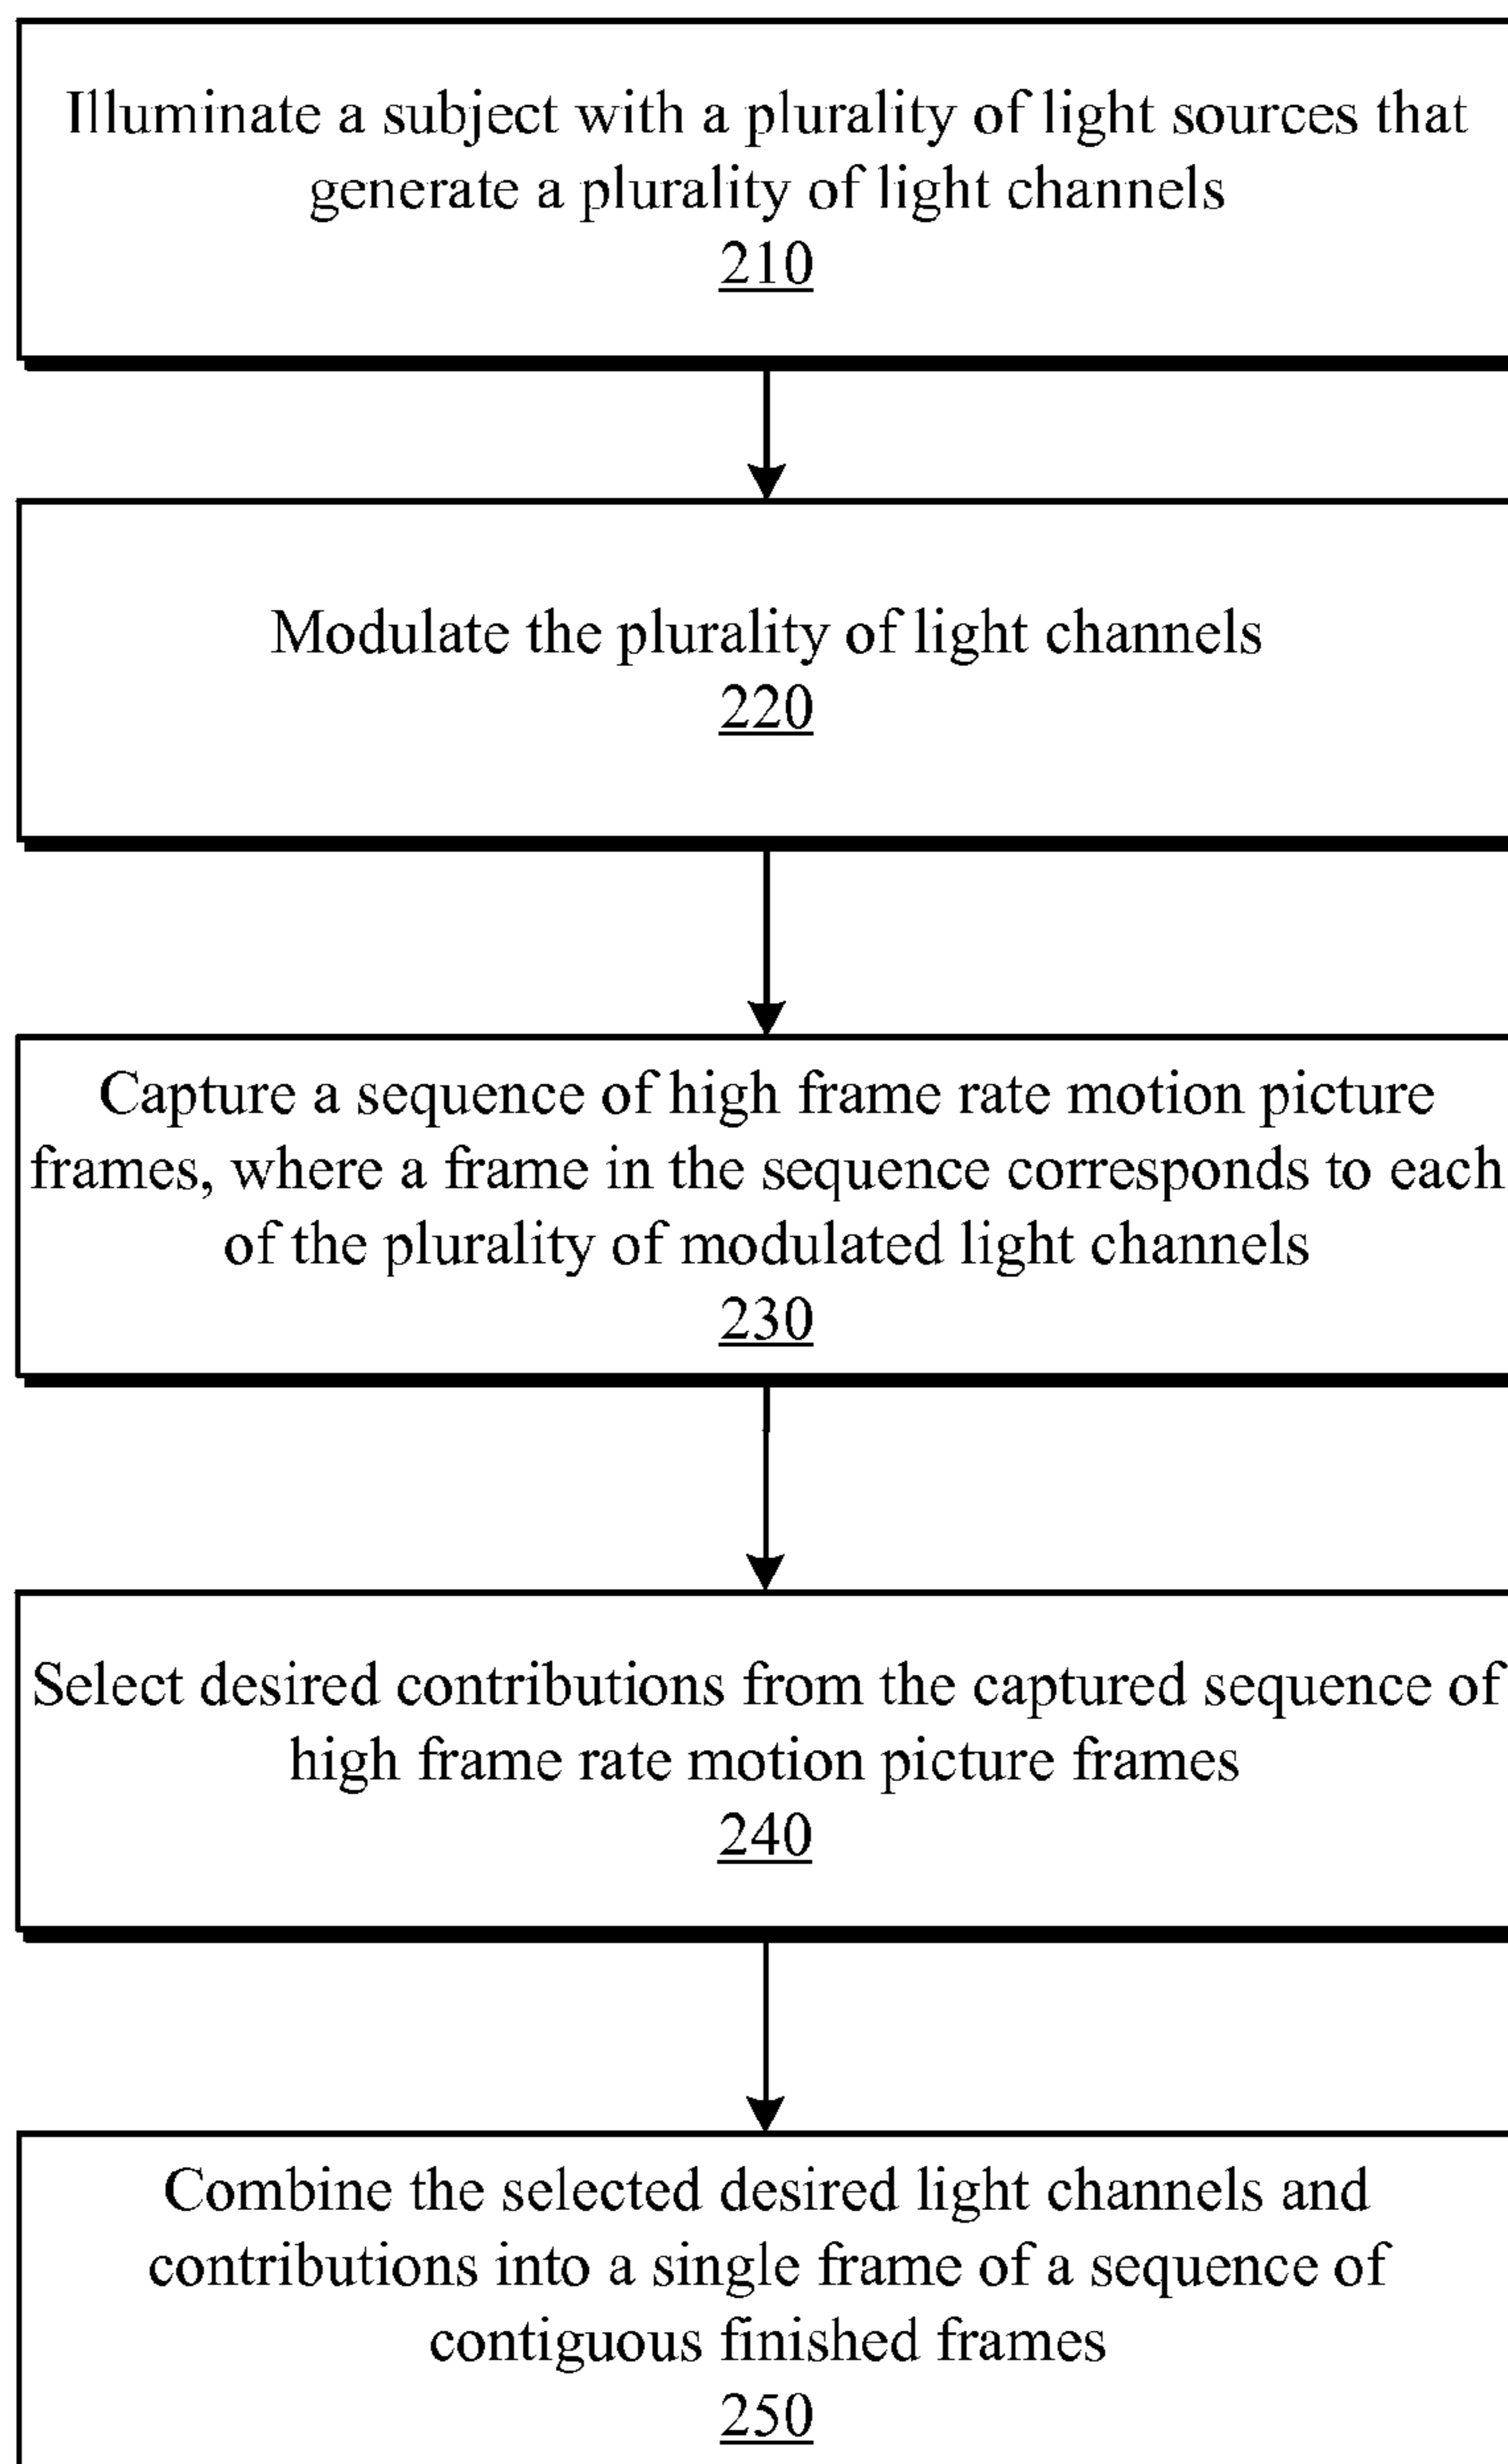 Illuminate a subject with a plurality of light sources that
generate a plurality of light channels
210
Modulate the plurality of light channels
220
Capture a sequence of high frame rate motion picture
frames, where a frame in the sequence corresponds to each
of the plurality of modulated light channels
230
Select desired contributions from the captured sequence of
high frame rate motion picture frames
240
Combine the selected desired light channels and
contributions into a single frame of a sequence of
contiguous finished frames
250